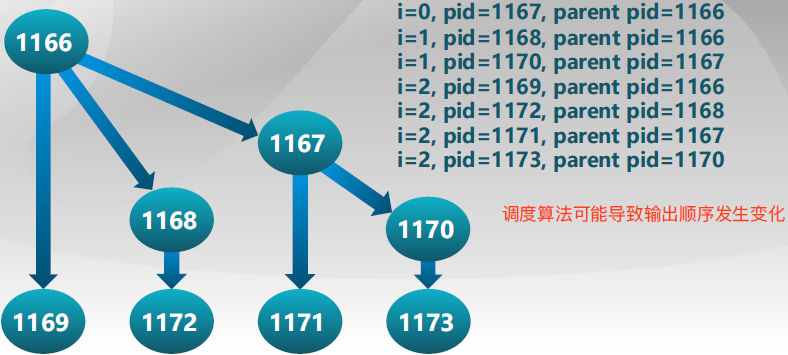 i=0, pid=1167, parent pid=1166
i=1, pid=1168, parent pid=1166
i=1, pid=1170, parent pid=1167
i=2, pid=1169, parent pid=1166
i=2, pid=1172, parent pid=1168
i=2, pid=1171, parent pid=1167
i=2, pid=1173, parent pid=1170
调度算法可能导致输出顺序发生变化
1166
1167
1168
1170
1169
1172
1171
1173